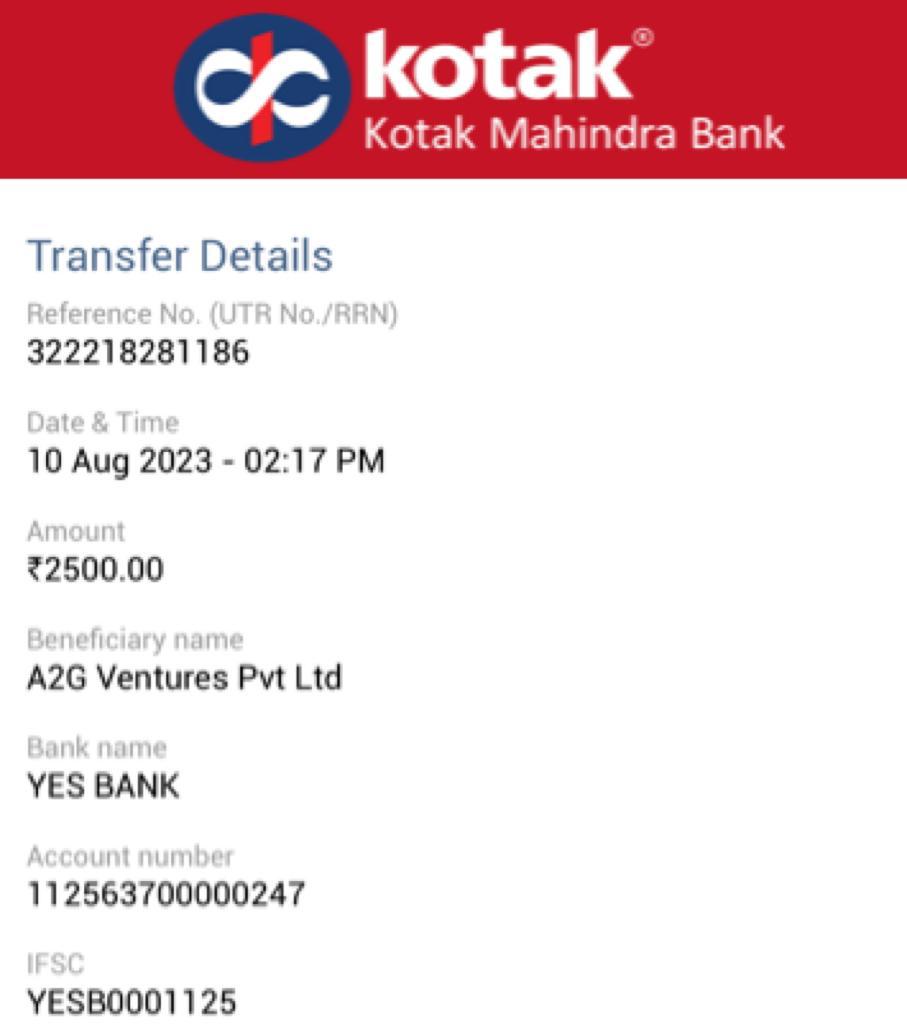 kotak®
Kotak Mahindra Bank
Transfer Details
Reference No. (UTR No./RRN)
322218281186
Date & Time
10 Aug 2023 - 02:17 PM
Amount
₹2500.00
Beneficiary name
A2G Ventures Pvt Ltd
Bank name
YES BANK
Account number
112563700000247
IFSC
YESB0001125